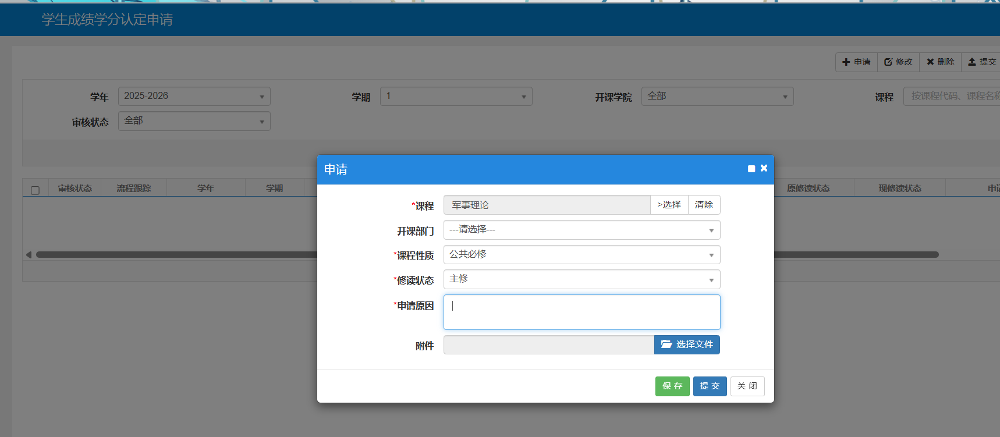 学生成绩学分认定申请
申请 修改 删除 提交
学年 2025-2026 学期 1 开课学院 全部 课程 按课程代码、课程名称
审核状态 全部
审核状态 流程跟踪 学年 学期 原修读状态 现修读状态 申请
申请
*课程 军事理论 >选择 清除
开课部门 ---请选择---
*课程性质 公共必修
*修读状态 主修
*申请原因
附件 选择文件
保 存 提 交 关 闭